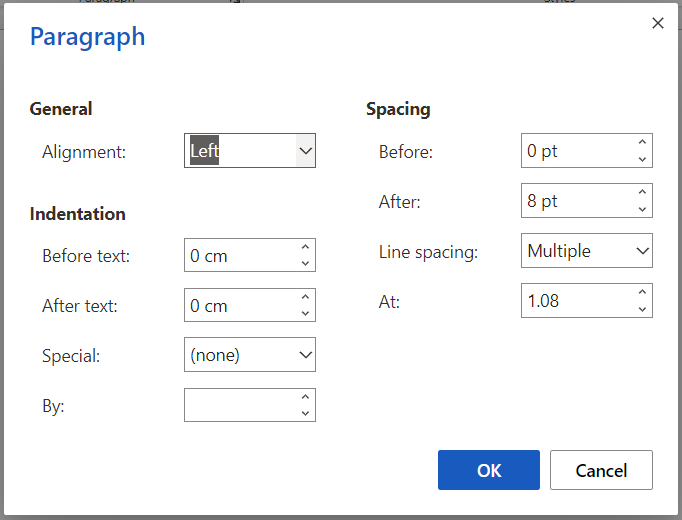 Paragraph
General
Alignment: Left
Indentation
Before text: 0 cm
After text: 0 cm
Special: (none)
By:
Spacing
Before: 0 pt
After: 8 pt
Line spacing: Multiple
At: 1.08
OK Cancel